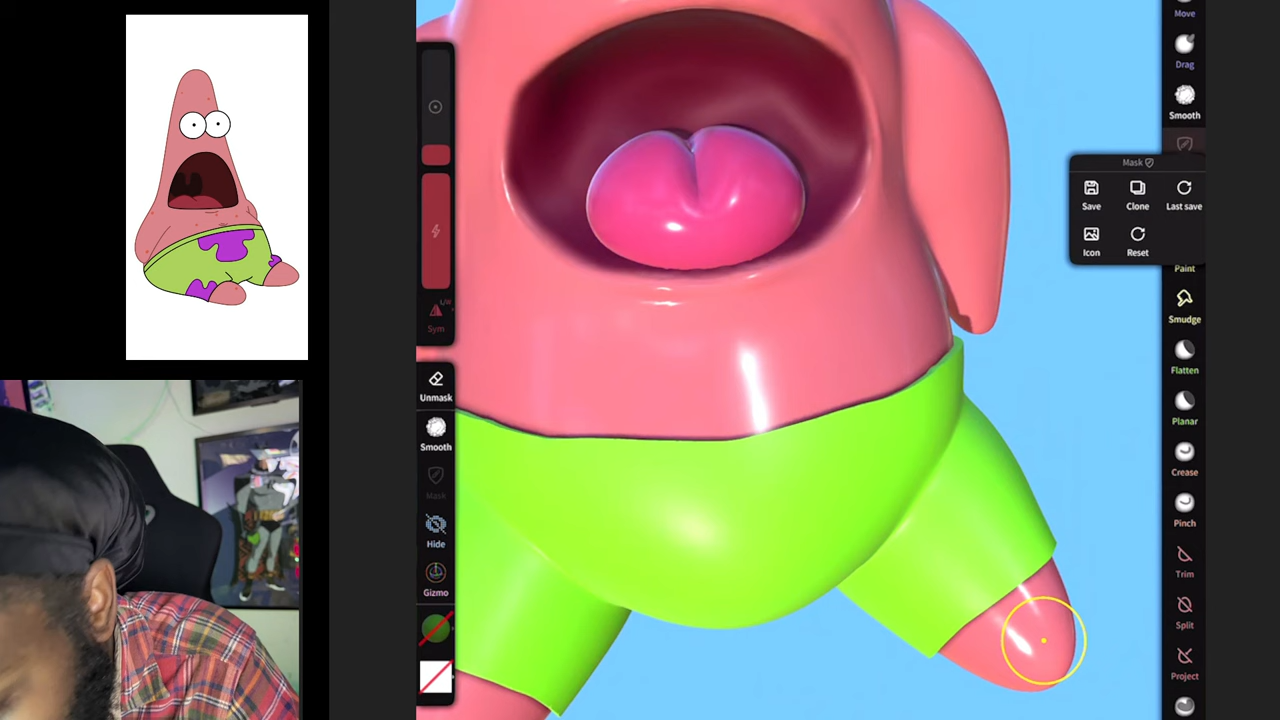 L/W
Sym
Unmask
Smooth
Mask
Hide
Gizmo
Move
Drag
Smooth
Mask
Save
Clone
Last save
Icon
Reset
Paint
Smudge
Flatten
Planar
Crease
Pinch
Trim
Split
Project